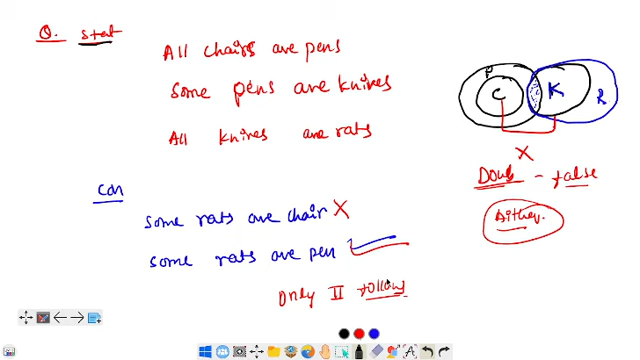 Q. Stat
All chairs are pens
Some pens are knives
All knives are rats
P
C
K
R
X
Doub - false
Either
Con
Some rats are chair X
Some rats are pen
Only II follow